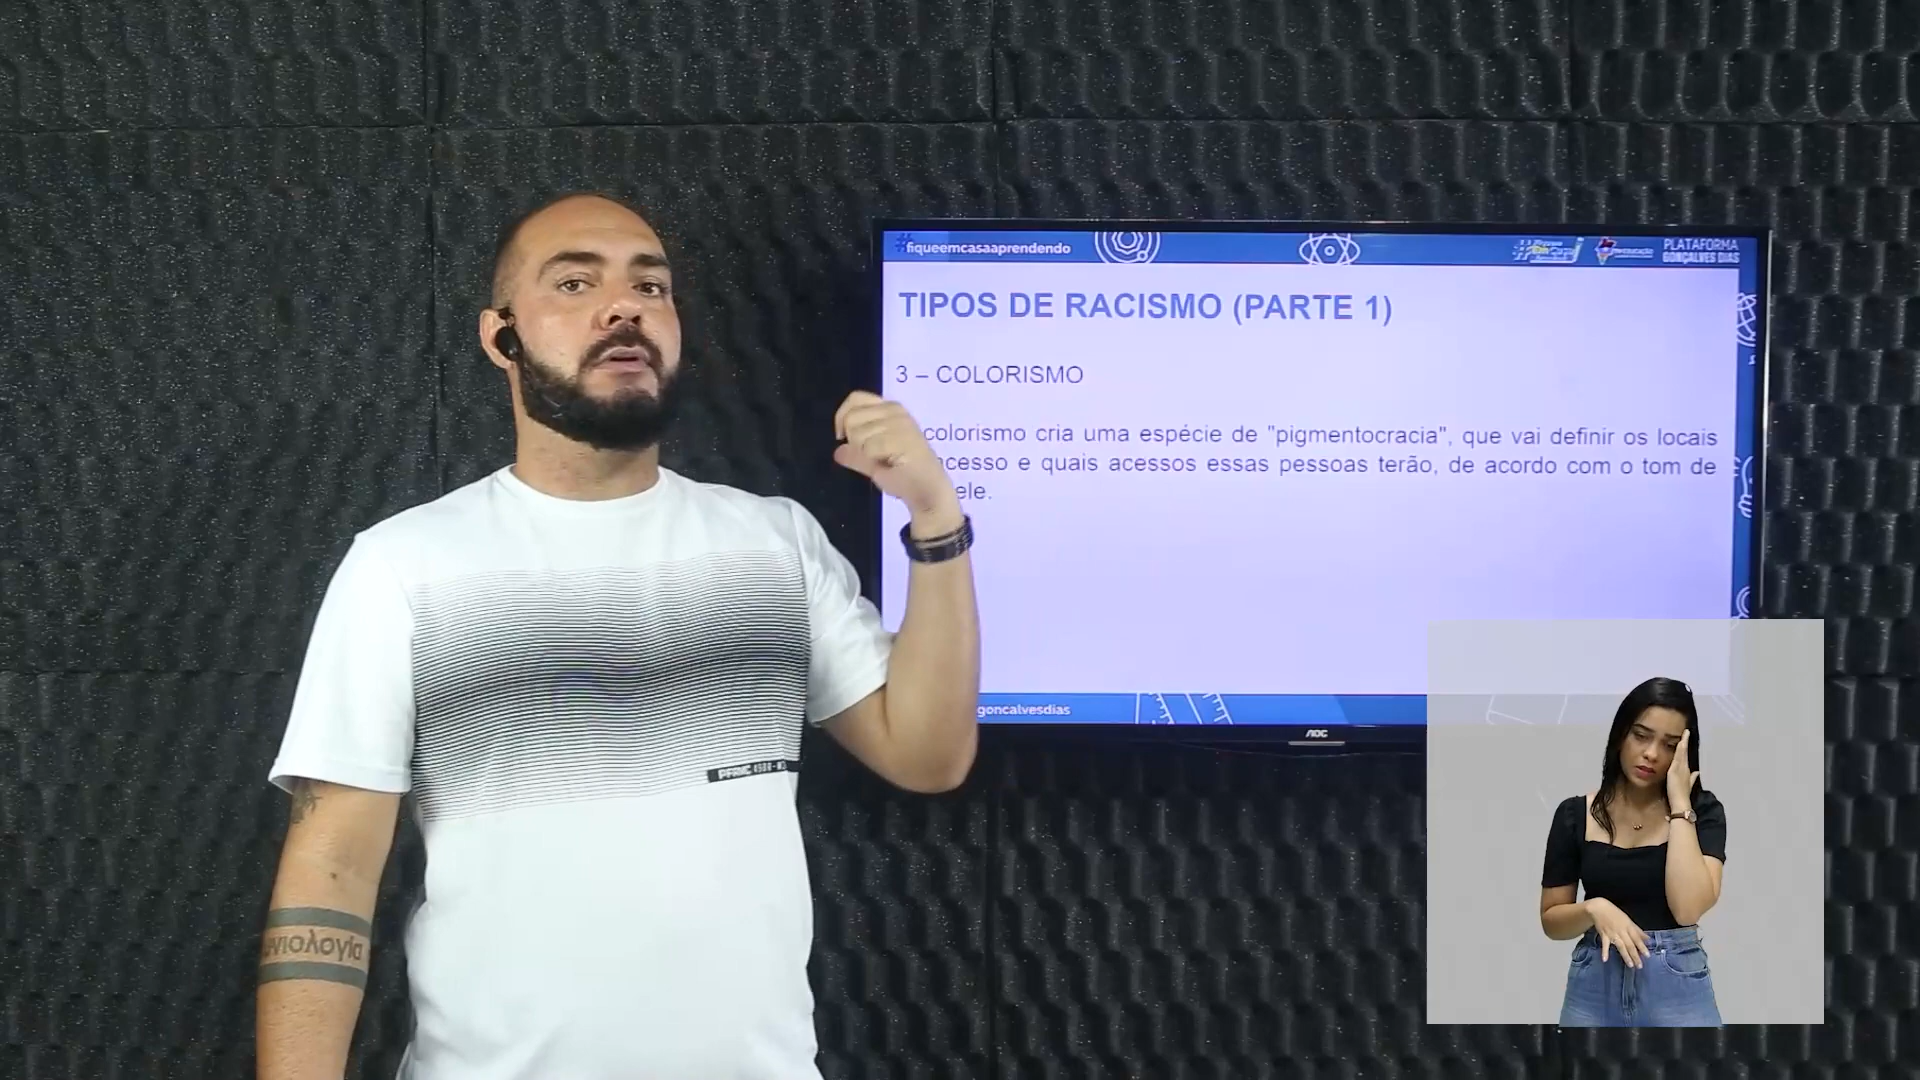 #fiqueemcasaaprendendo
PLATAFORMA
GONÇALVES DIAS
TIPOS DE RACISMO (PARTE 1)
3 – COLORISMO
colorismo cria uma espécie de "pigmentocracia", que vai definir os locais
acesso e quais acessos essas pessoas terão, de acordo com o tom de
ele.
goncalvesdias
AOC